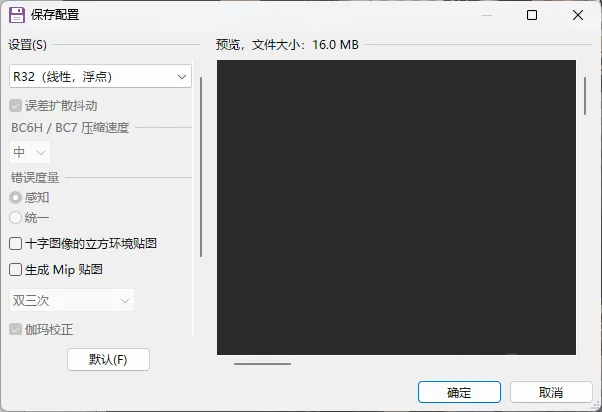 保存配置
设置(S)
R32（线性，浮点）
误差扩散抖动
BC6H / BC7 压缩速度
中
错误度量
感知
统一
十字图像的立方环境贴图
生成 Mip 贴图
双三次
伽玛校正
默认(F)
预览，文件大小：16.0 MB
确定
取消